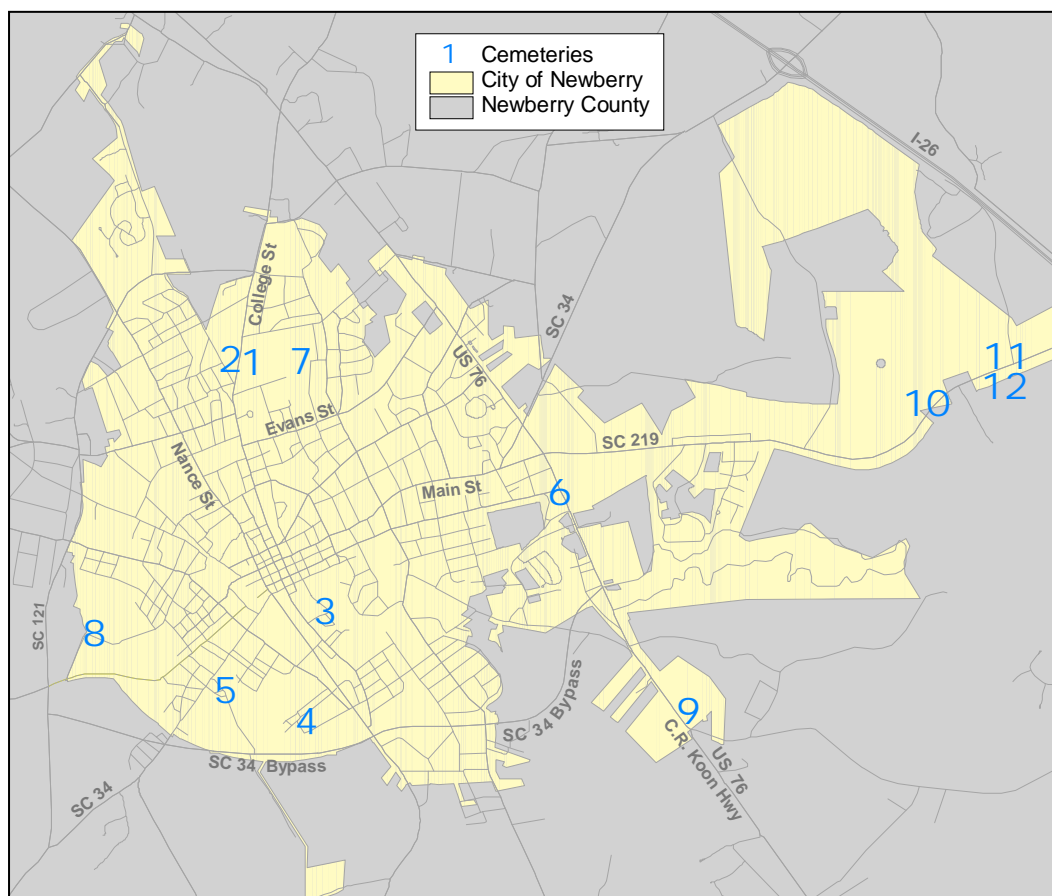 1 Cemeteries
City of Newberry
Newberry County
I-26
College St
SC 34
US 76
2
1
7
11
12
10
Evans St
SC 219
Nance St
Main St
6
3
SC 121
8
5
4
9
SC 34 Bypass
C.R. Koon Hwy
US 76
SC 34 Bypass
SC 34